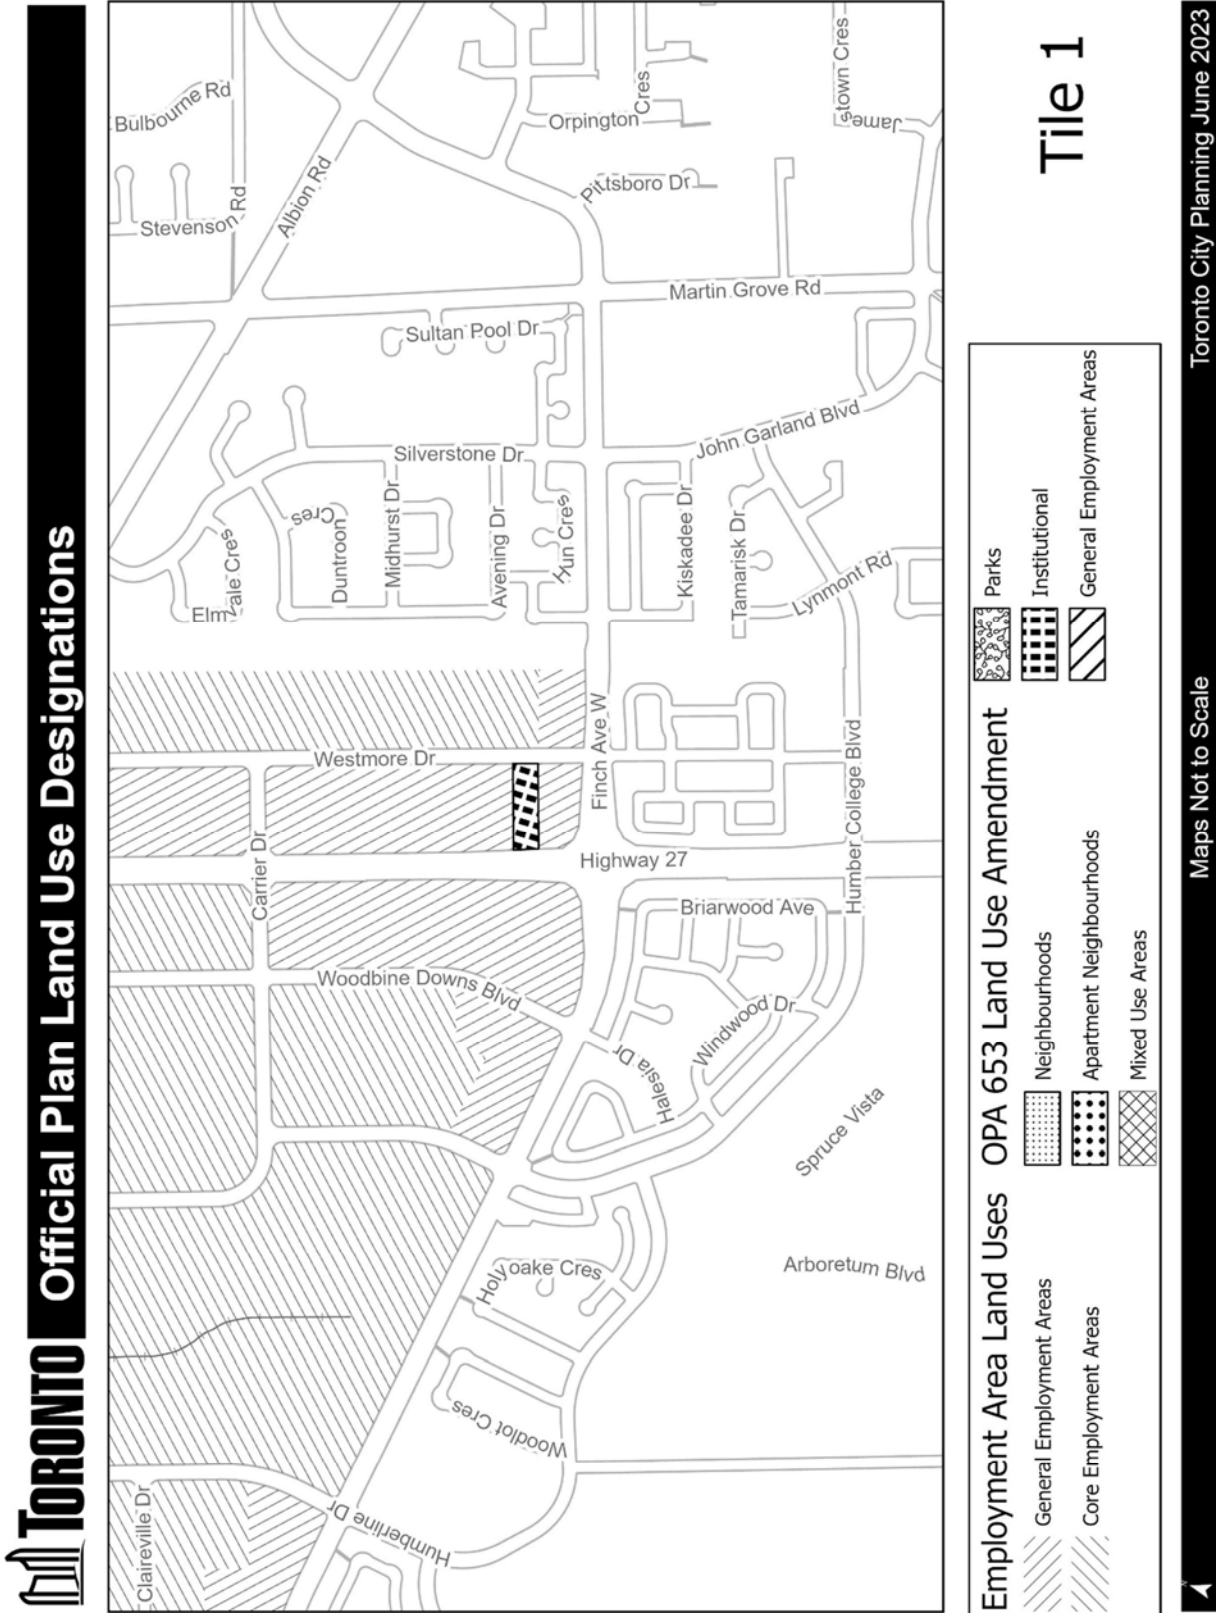 TORONTO
Official Plan Land Use Designations
Bulbourne Rd
Stevenson Rd
Albion Rd
Orpington Cres
Pittsboro Dr
Jamestown Cres
Martin Grove Rd
Sultan Pool Dr
Silverstone Dr
John Garland Blvd
Elmvale Cres
Duntroon Cres
Midhurst Dr
Avening Dr
Hun Cres
Kiskadee Dr
Tamarisk Dr
Lynmont Rd
Westmore Dr
Finch Ave W
Carrier Dr
Highway 27
Humber College Blvd
Briarwood Ave
Woodbine Downs Blvd
Halesia Dr
Windwood Dr
Spruce Vista
Arboretum Blvd
Holyoake Cres
Woodlot Cres
Humberline Dr
Claireville Dr
Employment Area Land Uses
General Employment Areas
Core Employment Areas
OPA 653 Land Use Amendment
Neighbourhoods
Apartment Neighbourhoods
Mixed Use Areas
Parks
Institutional
General Employment Areas
Tile 1
N
Maps Not to Scale
Toronto City Planning June 2023